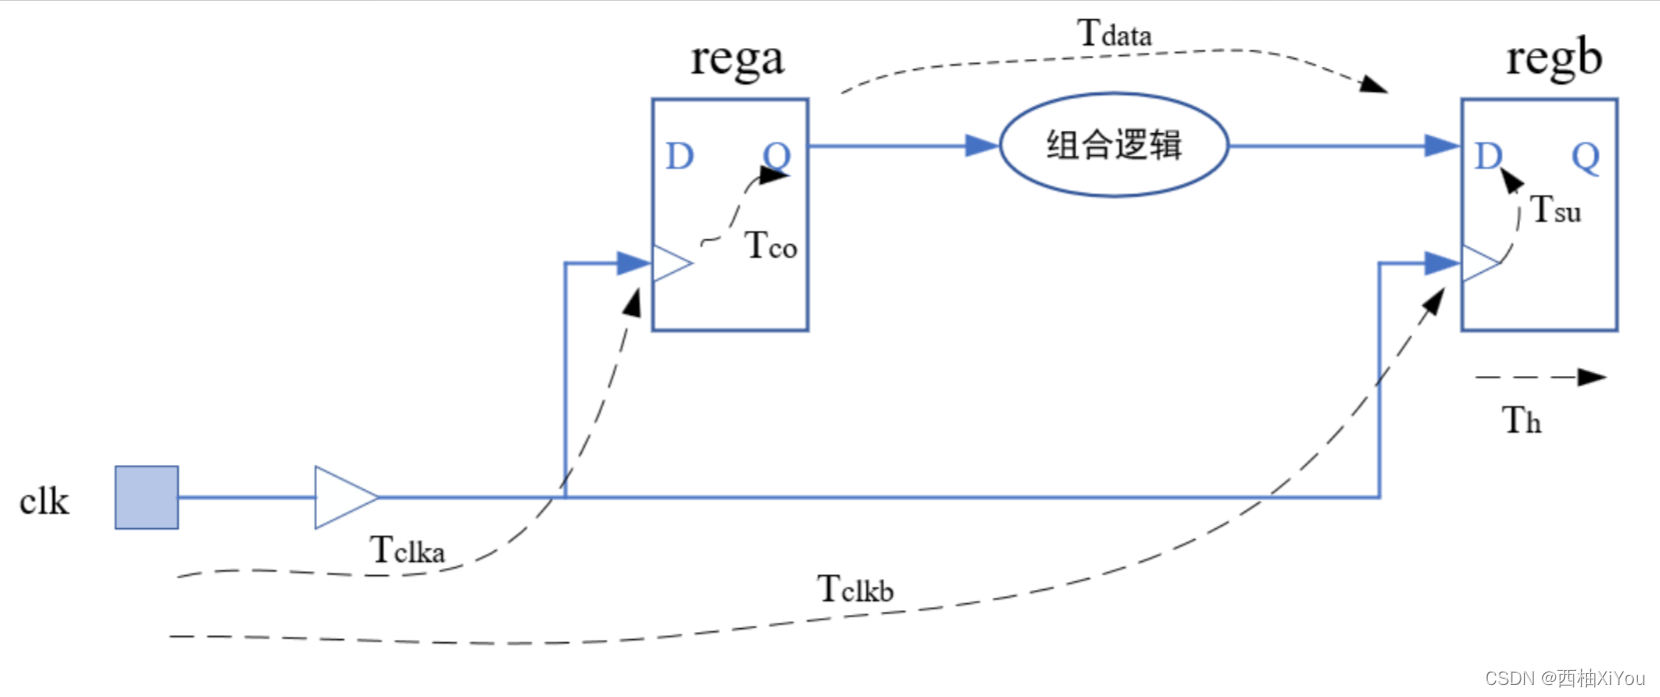 Tdata
rega
regb
D
Q
组合逻辑
D
Q
Tco
Tsu
Th
clk
Tclka
Tclkb
CSDN @西柚XiYou